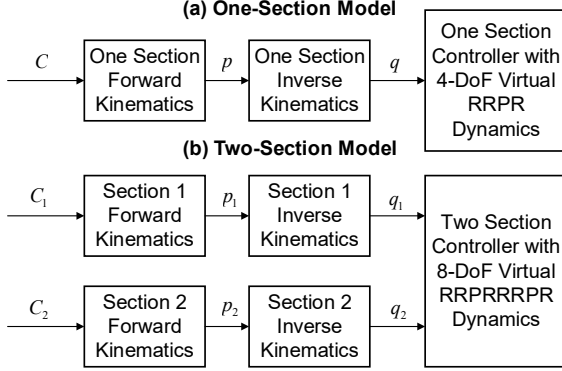 (a) One-Section Model
C
One Section
Forward
Kinematics
p
One Section
Inverse
Kinematics
q
One Section
Controller with
4-DoF Virtual
RRPR
Dynamics
(b) Two-Section Model
C₁
Section 1
Forward
Kinematics
p₁
Section 1
Inverse
Kinematics
q₁
Two Section
Controller with
8-DoF Virtual
RRPRRRPR
Dynamics
C₂
Section 2
Forward
Kinematics
p₂
Section 2
Inverse
Kinematics
q₂